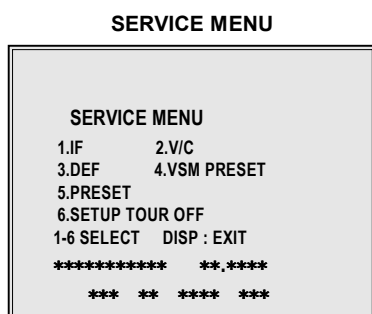 SERVICE MENU
SERVICE MENU
1.IF 2.V/C
3.DEF 4.VSM PRESET
5.PRESET
6.SETUP TOUR OFF
1-6 SELECT DISP : EXIT
*********** **.****
*** ** **** ***